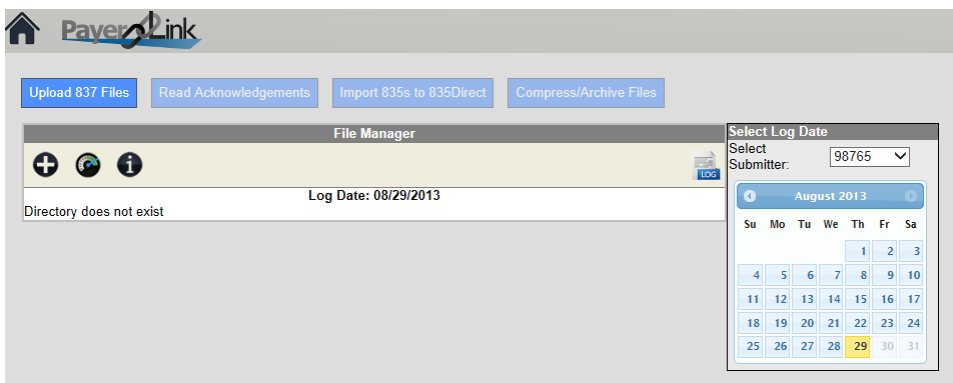 PayerLink
Upload 837 Files Read Acknowledgements Import 835s to 835Direct Compress/Archive Files
File Manager
LOG
Log Date: 08/29/2013
Directory does not exist
Select Log Date
Select
Submitter: 98765
August 2013
Su Mo Tu We Th Fr Sa
1 2 3
4 5 6 7 8 9 10
11 12 13 14 15 16 17
18 19 20 21 22 23 24
25 26 27 28 29 30 31